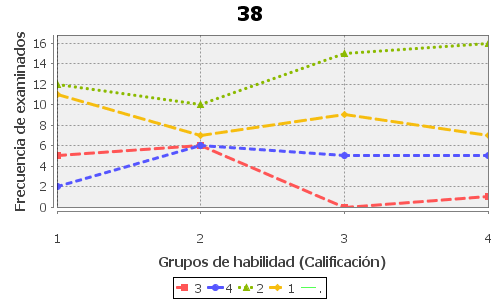 38
Frecuencia de examinados
16
14
12
10
8
6
4
2
0
1 2 3 4
Grupos de habilidad (Calificación)
3 4 2 1 .